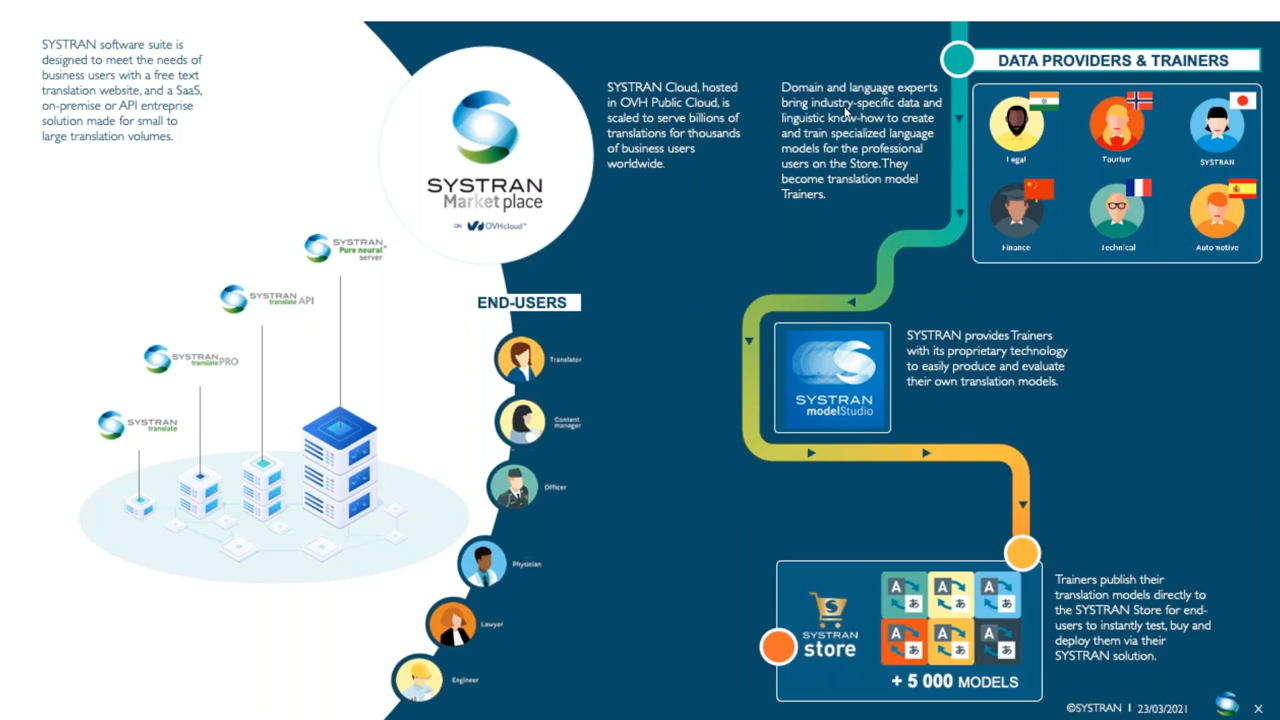 SYSTRAN software suite is
designed to meet the needs of
business users with a free text
translation website, and a SaaS,
on-premise or API entreprise
solution made for small to
large translation volumes.
SYSTRAN
Market place
ON OVHcloud™
SYSTRAN Cloud, hosted
in OVH Public Cloud, is
scaled to serve billions of
translations for thousands
of business users
worldwide.
Domain and language experts
bring industry-specific data and
linguistic know-how to create
and train specialized language
models for the professional
users on the Store. They
become translation model
Trainers.
DATA PROVIDERS & TRAINERS
Legal
Tourism
SYSTRAN
Finance
Technical
Automotive
SYSTRAN
Pure neural®
server
SYSTRAN
translate API
SYSTRAN
translate PRO
SYSTRAN
translate
END-USERS
Translator
Content
manager
Officer
Physician
Lawyer
Engineer
SYSTRAN
modelStudio
SYSTRAN provides Trainers
with its proprietary technology
to easily produce and evaluate
their own translation models.
S
SYSTRAN
store
A あ A あ A あ
A あ A あ A あ
+ 5 000 MODELS
Trainers publish their
translation models directly to
the SYSTRAN Store for end-
users to instantly test, buy and
deploy them via their
SYSTRAN solution.
©SYSTRAN I 23/03/2021 X